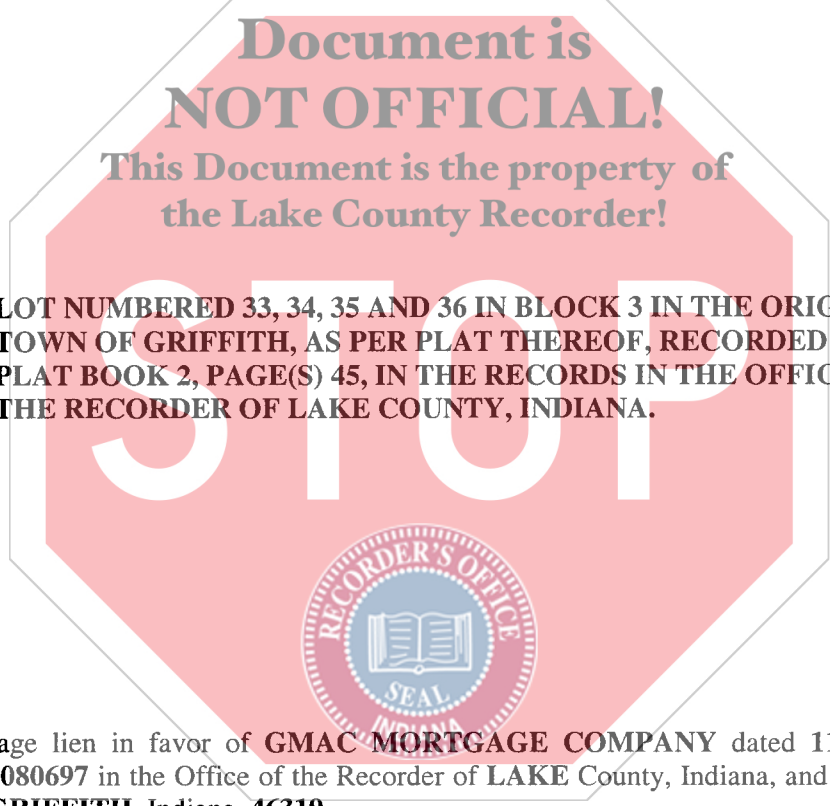 Document is
NOT OFFICIAL!
This Document is the property of
the Lake County Recorder!
STOP
LOT NUMBERED 33, 34, 35 AND 36 IN BLOCK 3 IN THE ORIG
TOWN OF GRIFFITH, AS PER PLAT THEREOF, RECORDED
PLAT BOOK 2, PAGE(S) 45, IN THE RECORDS IN THE OFFIC
THE RECORDER OF LAKE COUNTY, INDIANA.
RECORDER'S OFFICE
SEAL
INDIANA
age lien in favor of GMAC MORTGAGE COMPANY dated 11
080697 in the Office of the Recorder of LAKE County, Indiana, and
GRIFFITH, Indiana, 46319